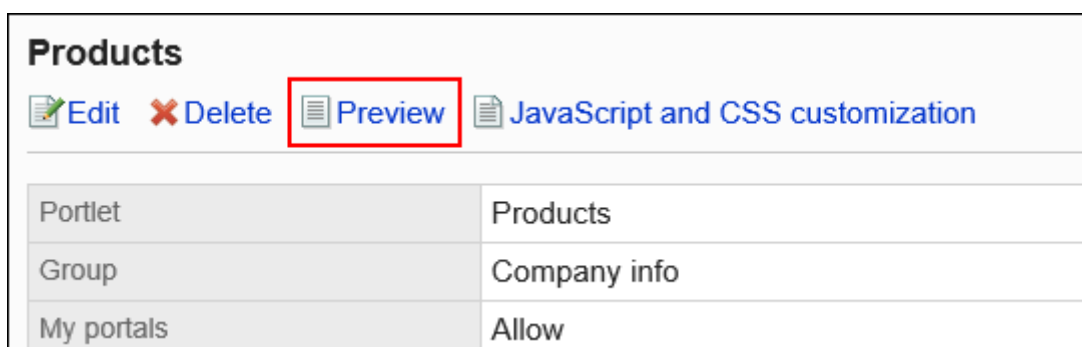 Products
Edit Delete Preview JavaScript and CSS customization
Portlet Products
Group Company info
My portals Allow